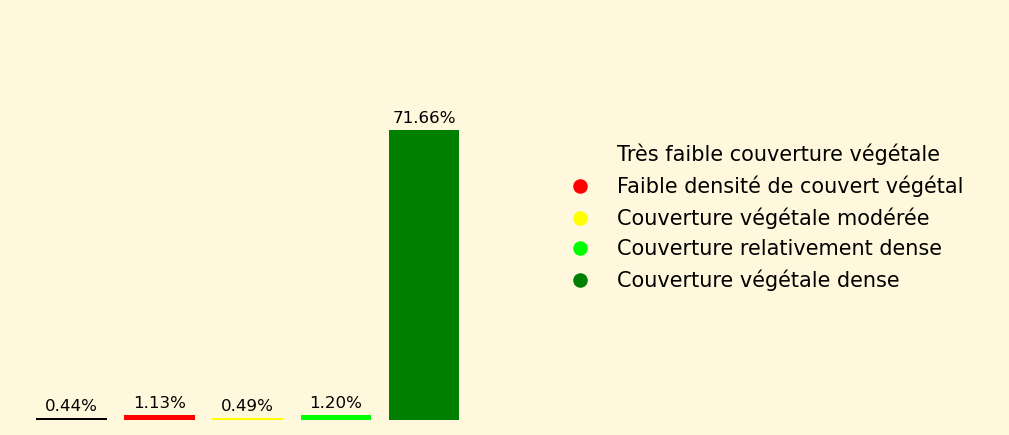 71.66%
0.44%
1.13%
0.49%
1.20%
Très faible couverture végétale
Faible densité de couvert végétal
Couverture végétale modérée
Couverture relativement dense
Couverture végétale dense